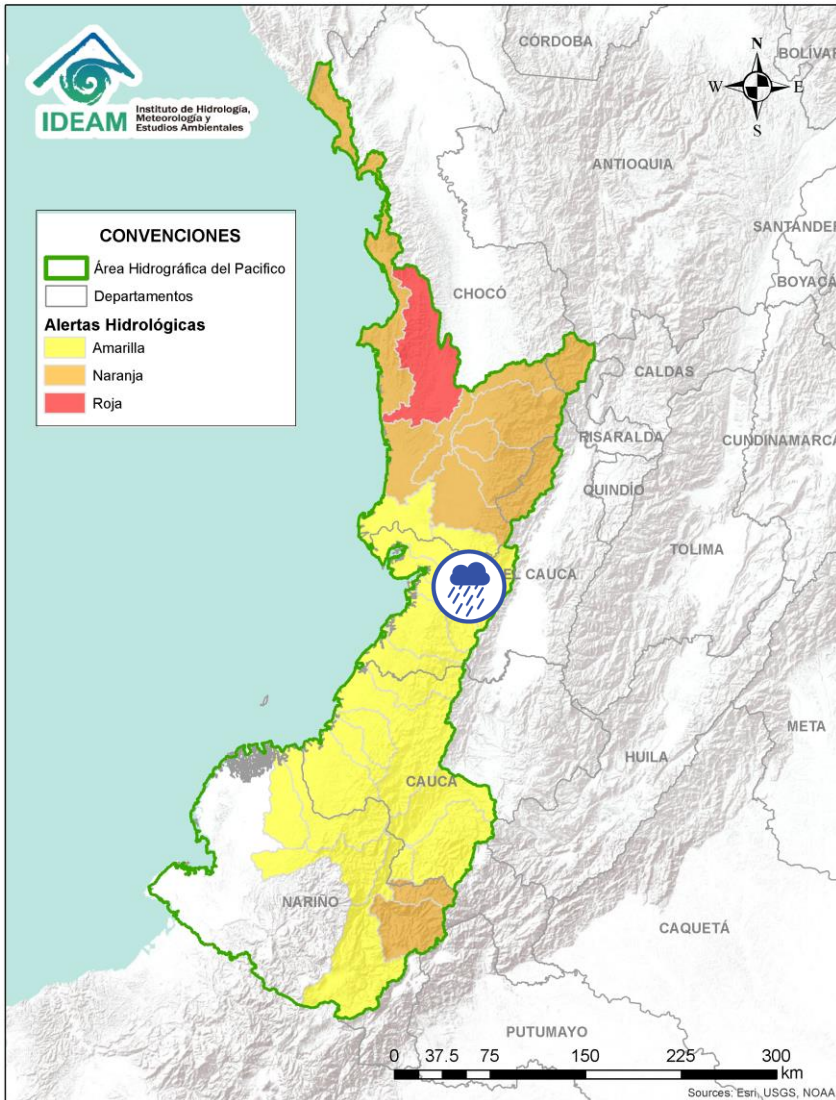 IDEAM
Instituto de Hidrología,
Meteorología y
Estudios Ambientales
CÓRDOBA
BOLÍVAR
N
W
E
S
ANTIOQUIA
SANTANDER
BOYACÁ
CONVENCIONES
Área Hidrográfica del Pacifico
Departamentos
Alertas Hidrológicas
Amarilla
Naranja
Roja
CHOCÓ
CALDAS
RISARALDA
CUNDINAMARCA
QUINDÍO
TOLIMA
EL CAUCA
META
HUILA
CAUCA
NARIÑO
CAQUETÁ
PUTUMAYO
0 37.5 75 150 225 300
km
Sources: Esri, USGS, NOAA